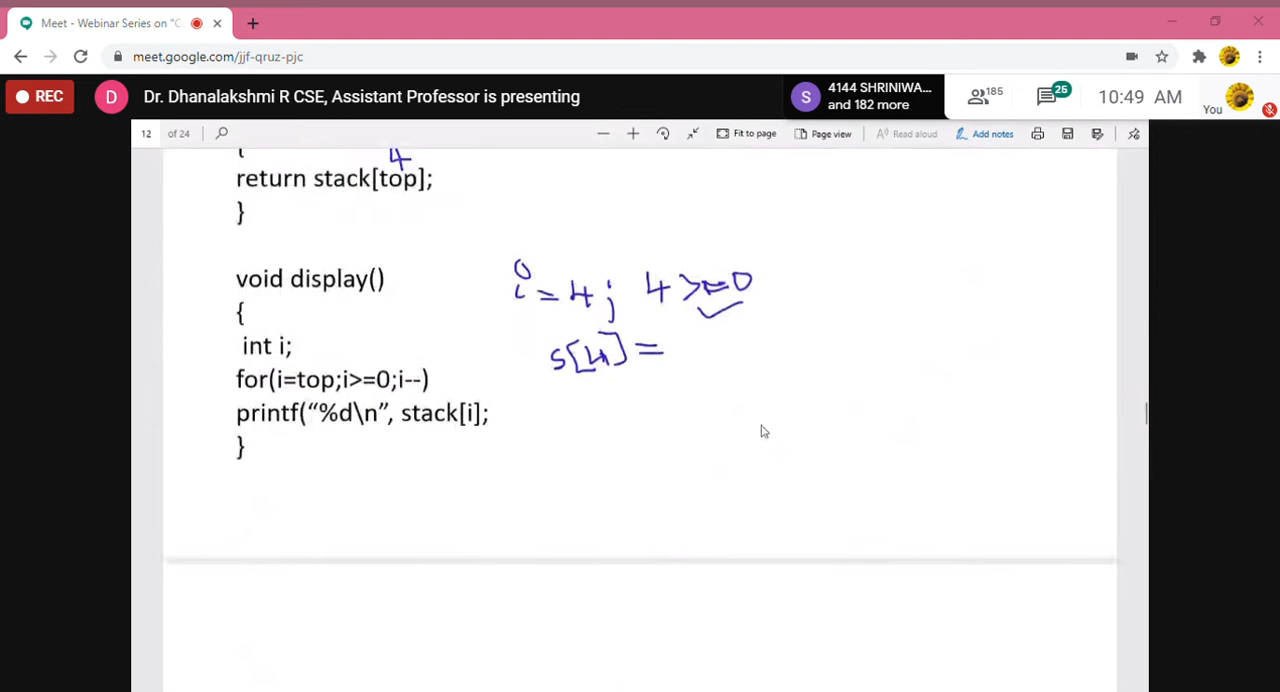 Meet - Webinar Series on "C
meet.google.com/jjf-qruz-pjc
REC
D
Dr. Dhanalakshmi R CSE, Assistant Professor is presenting
S
4144 SHRINIWA...
and 182 more
185
25
10:49 AM
You
12 of 24
Fit to page
Page view
Read aloud
Add notes
{
4
return stack[top];
}
void display()
{
int i;
for(i=top;i>=0;i--)
printf(“%d\n”, stack[i];
}
i = 4; 4 >=0
s[4] =